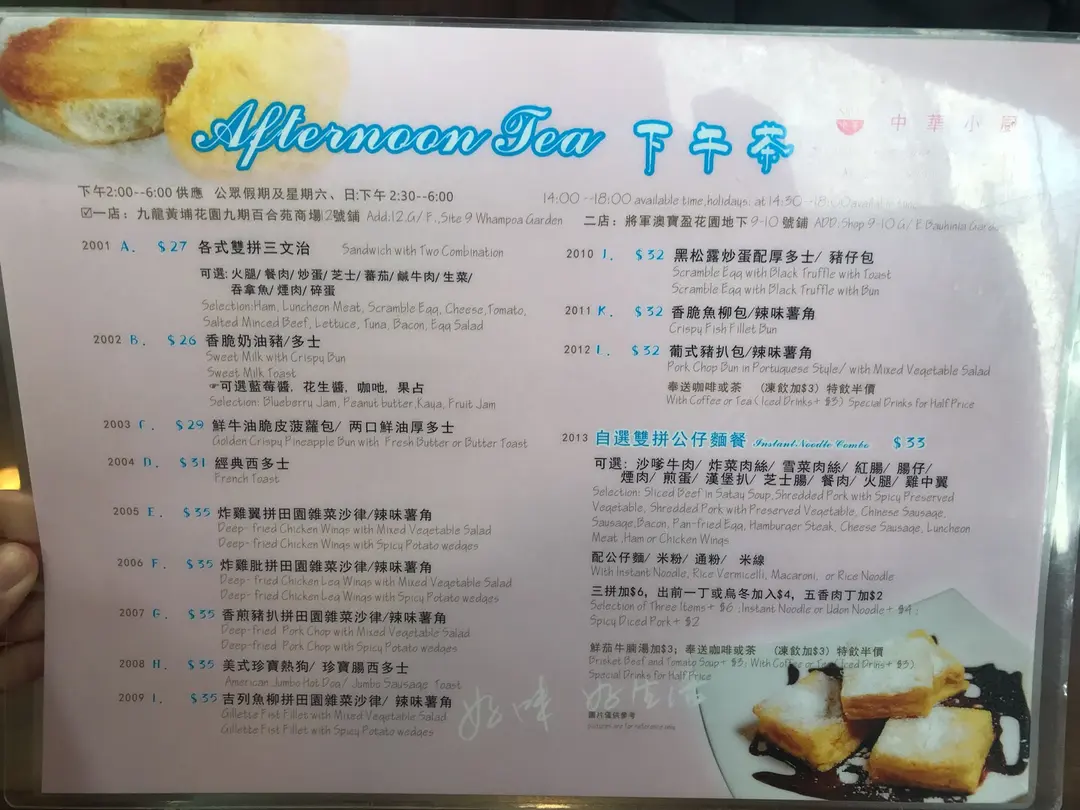 Afternoon Tea 下午茶
中華小廚
下午2:00--6:00 供應 公眾假期及星期六、日:下午 2:30--6:00
14:00 --18:00 available time,holidays: at 14:30 --18:00 available time
☑一店：九龍黃埔花園九期百合苑商場12號鋪 Add:12.G/F.,Site 9 Whampoa Garden
二店：將軍澳寶盈花園地下9-10號鋪 ADD:Shop 9-10.G/F. Bauhinia Garden
2001 A. $27 各式雙拼三文治 Sandwich with Two Combination
可選: 火腿/ 餐肉/ 炒蛋/ 芝士/ 蕃茄/ 鹹牛肉/ 生菜/
吞拿魚/ 煙肉/ 碎蛋
Selection:Ham, Luncheon Meat, Scramble Egg, Cheese,Tomato,
Salted Minced Beef, Lettuce, Tuna, Bacon, Egg Salad
2002 B. $26 香脆奶油豬/多士
Sweet Milk with Crispy Bun
Sweet Milk Toast
☞可選藍莓醬，花生醬，咖吔，果占
Selection: Blueberry Jam, Peanut butter,Kaya, Fruit Jam
2003 C. $29 鮮牛油脆皮菠蘿包/ 两口鮮油厚多士
Golden Crispy Pineapple Bun with Fresh Butter or Butter Toast
2004 D. $31 經典西多士
French Toast
2005 E. $35 炸雞翼拼田園雜菜沙律/辣味薯角
Deep- fried Chicken Wings with Mixed Vegetable Salad
Deep- fried Chicken Wings with Spicy Potato wedges
2006 F. $35 炸雞肶拼田園雜菜沙律/辣味薯角
Deep- fried Chicken Leg Wings with Mixed Vegetable Salad
Deep- fried Chicken Leg Wings with Spicy Potato wedges
2007 G. $35 香煎豬扒拼田園雜菜沙律/辣味薯角
Deep-fried Pork Chop with Mixed Vegetable Salad
Deep-fried Pork Chop with Spicy Potato wedges
2008 H. $35 美式珍寶熱狗/ 珍寶腸西多士
American Jumbo Hot Dog/ Jumbo Sausage Toast
2009 I. $35 吉列魚柳拼田園雜菜沙律/ 辣味薯角
Gillette Fist Fillet with Mixed Vegetable Salad
Gillette Fist Fillet with Spicy Potato wedges
2010 J. $32 黑松露炒蛋配厚多士/ 豬仔包
Scramble Egg with Black Truffle with Toast
Scramble Egg with Black Truffle with Bun
2011 K. $32 香脆魚柳包/辣味薯角
Crispy Fish Fillet Bun
2012 L. $32 葡式豬扒包/辣味薯角
Pork Chop Bun in Portuguese Style/ with Mixed Vegetable Salad
奉送咖啡或茶 (凍飲加$3) 特飲半價
With Coffee or Tea ( Iced Drinks+ $3) Special Drinks for Half Price
2013 自選雙拼公仔麵餐 Instant Noodle Combo $33
可選: 沙嗲牛肉/ 炸菜肉絲/ 雪菜肉絲/ 紅腸/ 腸仔/
煙肉/ 煎蛋/ 漢堡扒/ 芝士腸/ 餐肉/ 火腿/ 雞中翼
Selection: Sliced Beef in Satay Soup,Shredded Pork with Spicy Preserved
Vegetable, Shredded Pork with Preserved Vegetable, Chinese Sausage,
Sausage,Bacon, Pan-fried Egg, Hamburger Steak, Cheese Sausage, Luncheon
Meat ,Ham or Chicken Wings
配公仔麵/ 米粉/ 通粉/ 米線
With Instant Noodle, Rice Vermicelli, Macaroni, or Rice Noodle
三拼加$6，出前一丁或烏冬加入$4，五香肉丁加$2
Selection of Three Items+ $6 ;Instant Noodle or Udon Noodle+ $4 ;
Spicy Diced Pork + $2
鮮茄牛腩湯加$3；奉送咖啡或茶 (凍飲加$3) 特飲半價
Brisket Beef and Tomato Soup+ $3; With Coffee or Tea ( Iced Drins+ $3)
Special Drinks for Half Price
好味 好生活
圖片僅供參考
pictures are for reference only